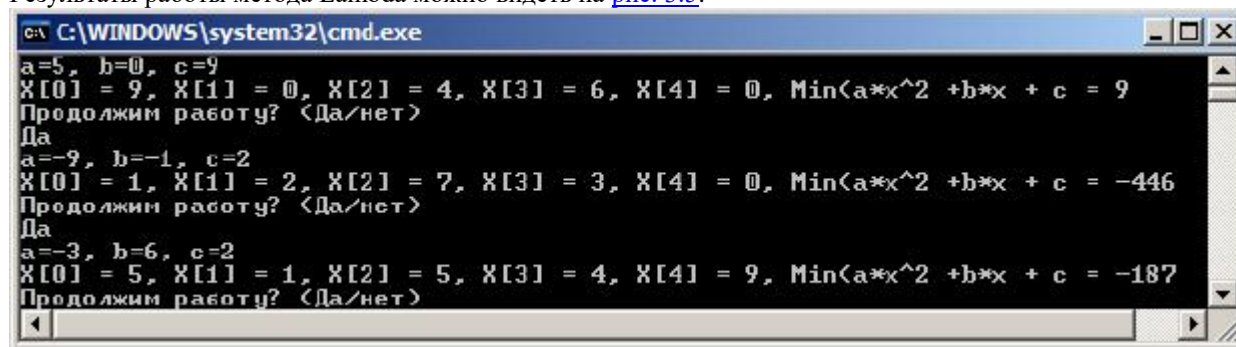 Результаты работы метода Lambda можно видеть на рис. 3.3:
C:\WINDOWS\system32\cmd.exe
a=5, b=0, c=9
X[0] = 9, X[1] = 0, X[2] = 4, X[3] = 6, X[4] = 0, Min(a*x^2 +b*x + c = 9
Продолжим работу? (Да/нет)
Да
a=-9, b=-1, c=2
X[0] = 1, X[1] = 2, X[2] = 7, X[3] = 3, X[4] = 0, Min(a*x^2 +b*x + c = -446
Продолжим работу? (Да/нет)
Да
a=-3, b=6, c=2
X[0] = 5, X[1] = 1, X[2] = 5, X[3] = 4, X[4] = 9, Min(a*x^2 +b*x + c = -187
Продолжим работу? (Да/нет)